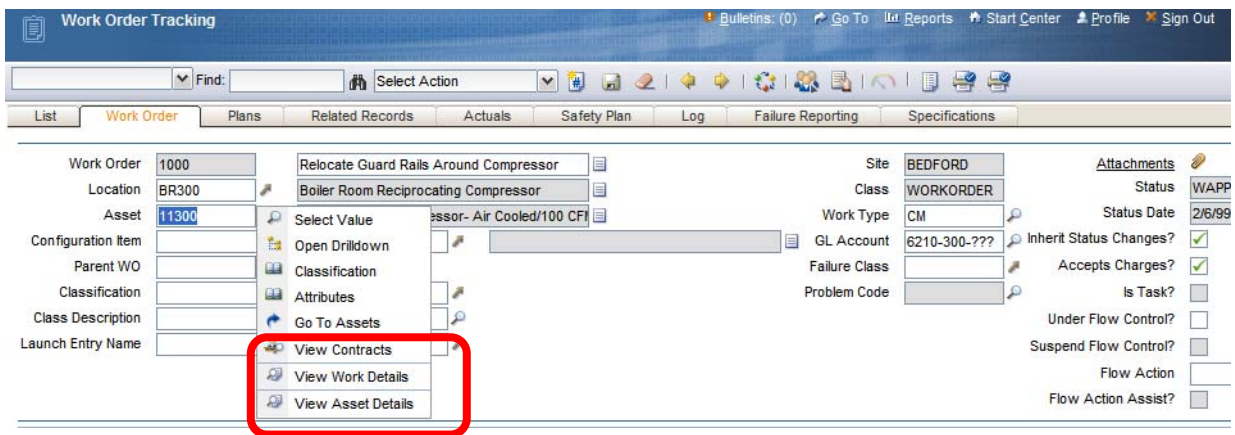 Work Order Tracking
Bulletins: (0) Go To Reports Start Center Profile Sign Out
Find: Select Action
List Work Order Plans Related Records Actuals Safety Plan Log Failure Reporting Specifications
Work Order 1000 Relocate Guard Rails Around Compressor Site BEDFORD Attachments
Location BR300 Boiler Room Reciprocating Compressor Class WORKORDER Status WAPP
Asset 11300 Select Value Air Cooled/100 Work Type CM Status Date 2/6/99
Configuration Item Open Drilldown GL Account 6210-300-??? Inherit Status Changes?
Parent WO Classification Failure Class Accepts Charges?
Classification Attributes Problem Code Is Task?
Class Description Go To Assets Under Flow Control?
Launch Entry Name View Contracts Suspend Flow Control?
View Work Details Flow Action
View Asset Details Flow Action Assist?